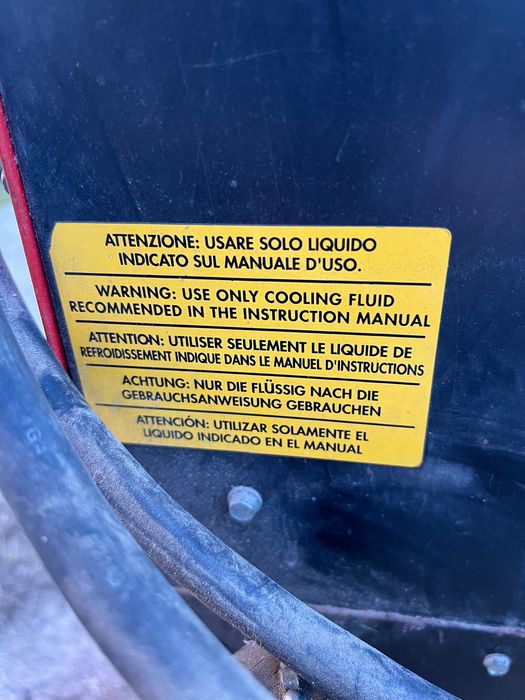 ATTENZIONE: USARE SOLO LIQUIDO
INDICATO SUL MANUALE D'USO.
WARNING: USE ONLY COOLING FLUID
RECOMMENDED IN THE INSTRUCTION MANUAL
ATTENTION: UTILISER SEULEMENT LE LIQUIDE DE
REFROIDISSEMENT INDIQUE DANS LE MANUEL D'INSTRUCTIONS
ACHTUNG: NUR DIE FLÜSSIG NACH DIE
GEBRAUCHSANWEISUNG GEBRAUCHEN
ATTENCIÓN: UTILIZAR SOLAMENTE EL
LIQUIDO INDICADO EN EL MANUAL